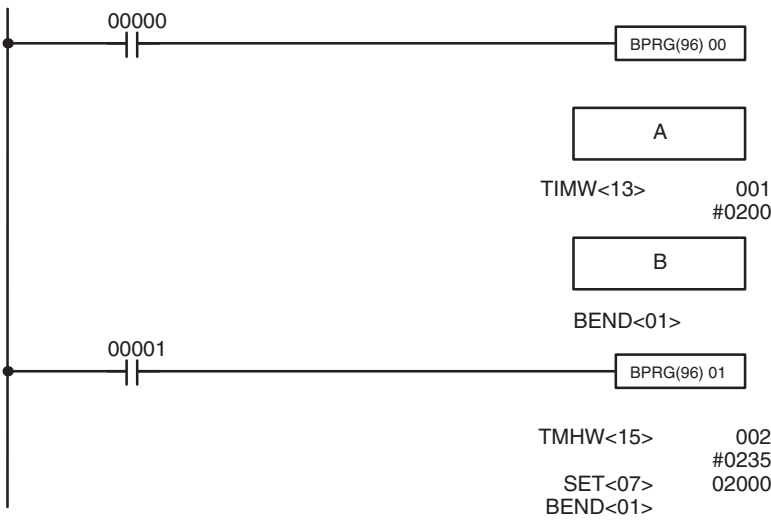 00000
BPRG(96) 00
A
TIMW<13> 001
#0200
B
BEND<01>
00001
BPRG(96) 01
TMHW<15> 002
#0235
SET<07> 02000
BEND<01>